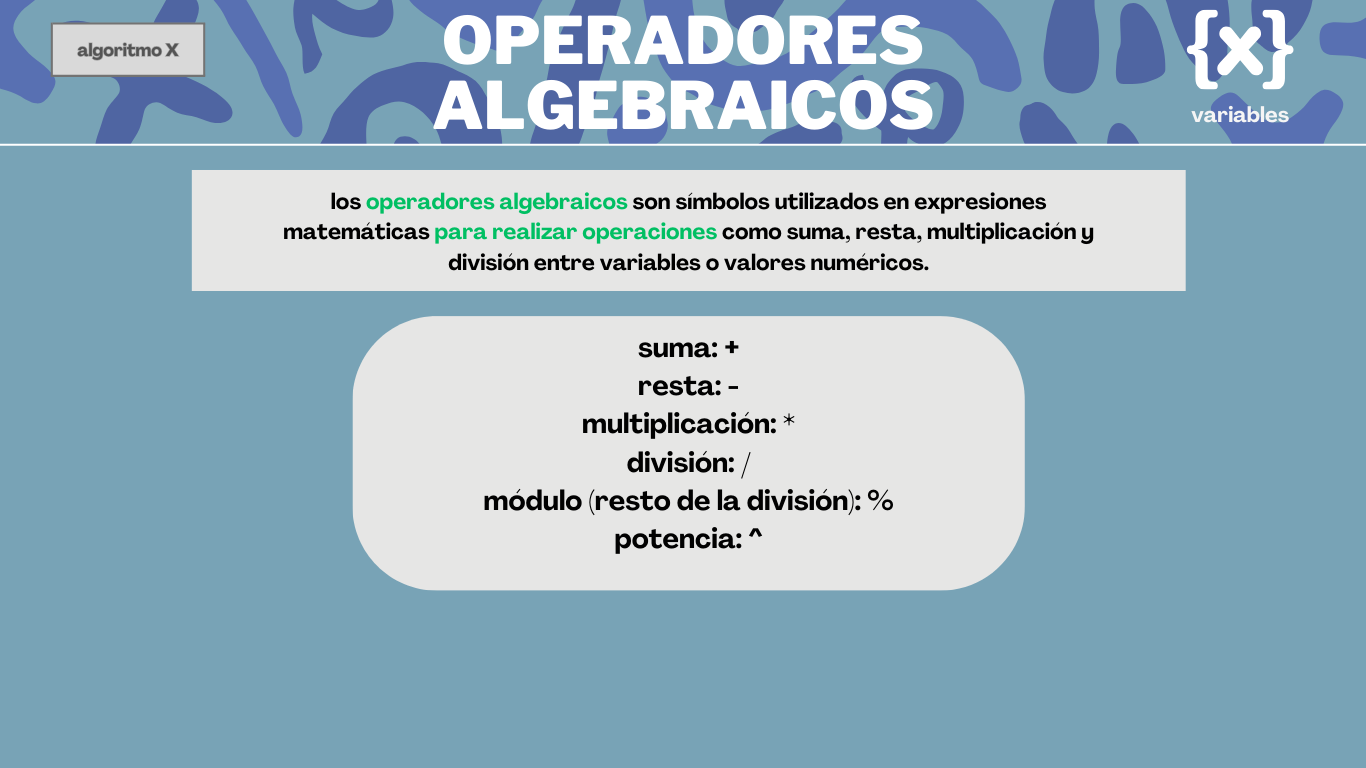 algoritmo X
OPERADORES
ALGEBRAICOS
{x}
variables
los operadores algebraicos son símbolos utilizados en expresiones
matemáticas para realizar operaciones como suma, resta, multiplicación y
división entre variables o valores numéricos.
suma: +
resta: -
multiplicación: *
división: /
módulo (resto de la división): %
potencia: ^